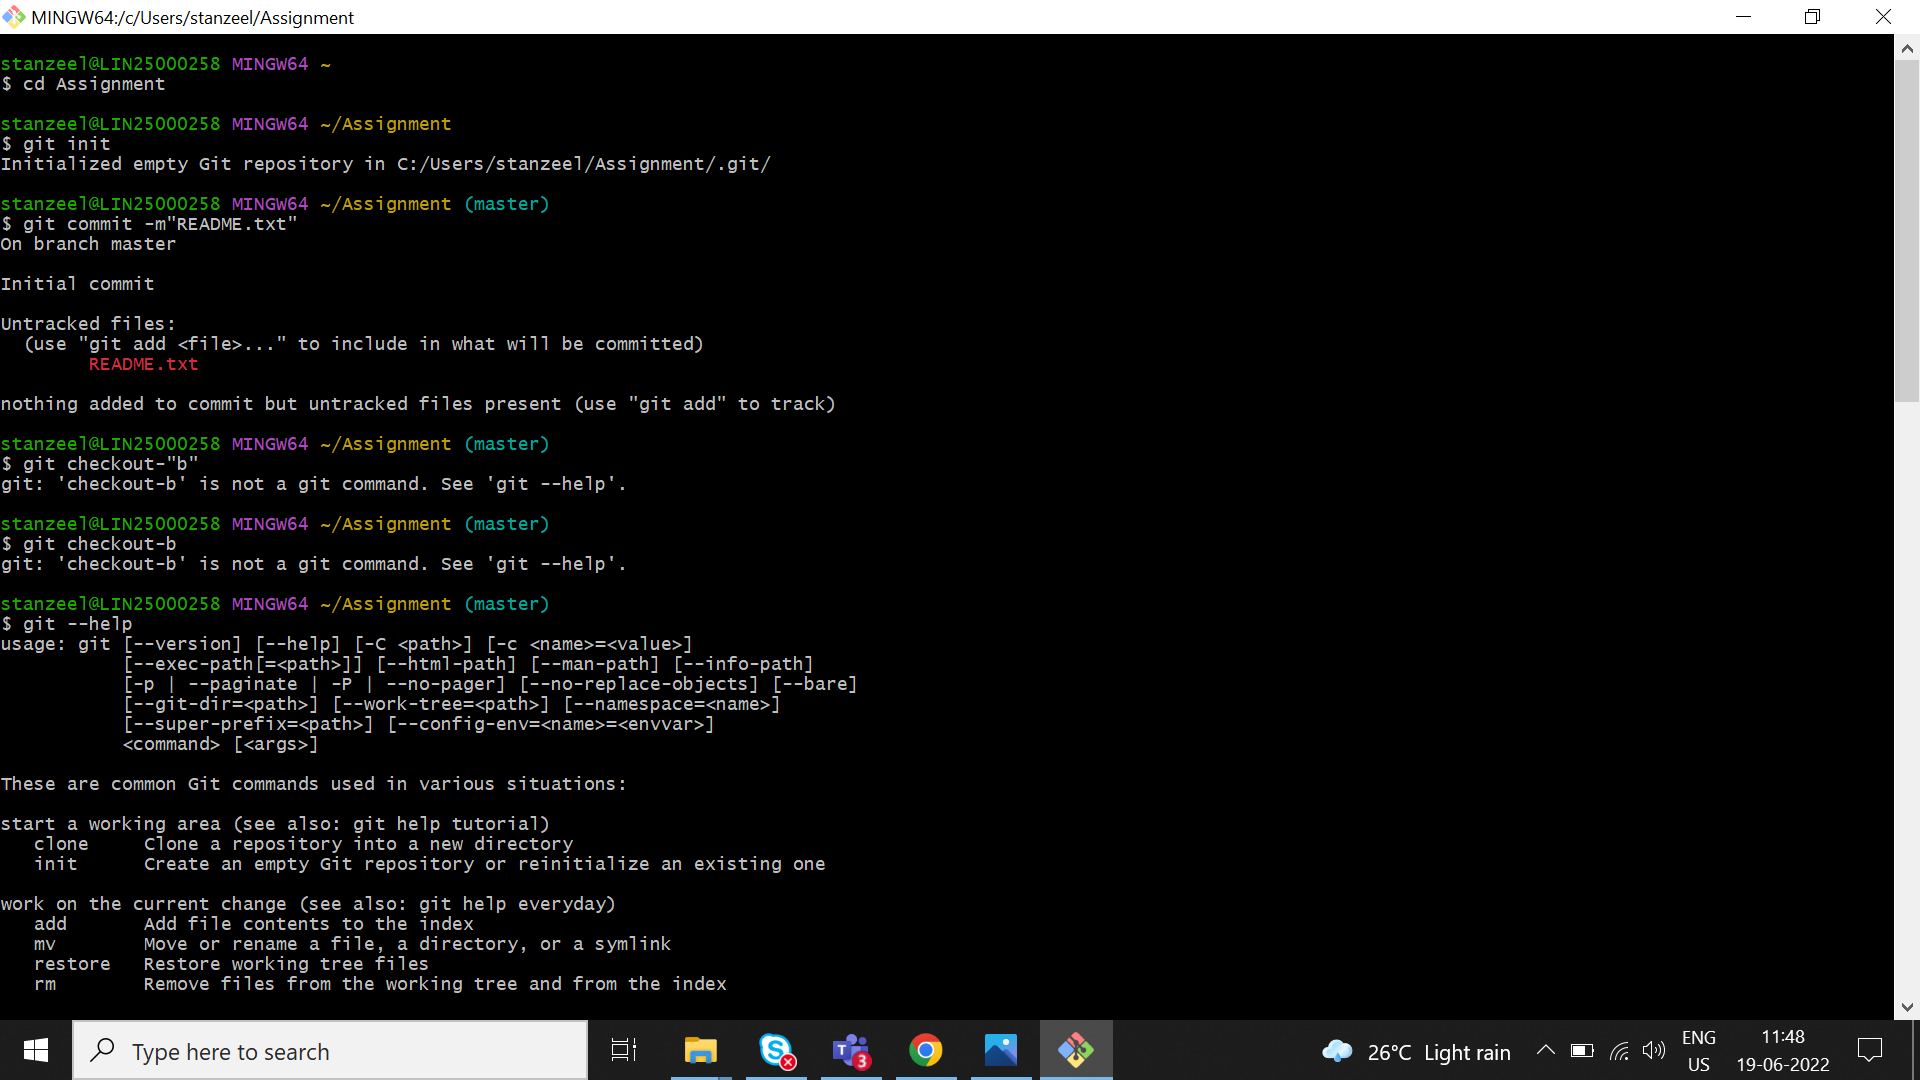 MINGW64:/c/Users/stanzeel/Assignment
stanzeel@LIN25000258 MINGW64 ~
$ cd Assignment
stanzeel@LIN25000258 MINGW64 ~/Assignment
$ git init
Initialized empty Git repository in C:/Users/stanzeel/Assignment/.git/
stanzeel@LIN25000258 MINGW64 ~/Assignment (master)
$ git commit -m"README.txt"
On branch master
Initial commit
Untracked files:
  (use "git add <file>..." to include in what will be committed)
        README.txt
nothing added to commit but untracked files present (use "git add" to track)
stanzeel@LIN25000258 MINGW64 ~/Assignment (master)
$ git checkout-"b"
git: 'checkout-b' is not a git command. See 'git --help'.
stanzeel@LIN25000258 MINGW64 ~/Assignment (master)
$ git checkout-b
git: 'checkout-b' is not a git command. See 'git --help'.
stanzeel@LIN25000258 MINGW64 ~/Assignment (master)
$ git --help
usage: git [--version] [--help] [-C <path>] [-c <name>=<value>]
           [--exec-path[=<path>]] [--html-path] [--man-path] [--info-path]
           [-p | --paginate | -P | --no-pager] [--no-replace-objects] [--bare]
           [--git-dir=<path>] [--work-tree=<path>] [--namespace=<name>]
           [--super-prefix=<path>] [--config-env=<name>=<envvar>]
           <command> [<args>]
These are common Git commands used in various situations:
start a working area (see also: git help tutorial)
   clone     Clone a repository into a new directory
   init      Create an empty Git repository or reinitialize an existing one
work on the current change (see also: git help everyday)
   add       Add file contents to the index
   mv        Move or rename a file, a directory, or a symlink
   restore   Restore working tree files
   rm        Remove files from the working tree and from the index
Type here to search
T
3
26°C Light rain
ENG
US
11:48
19-06-2022